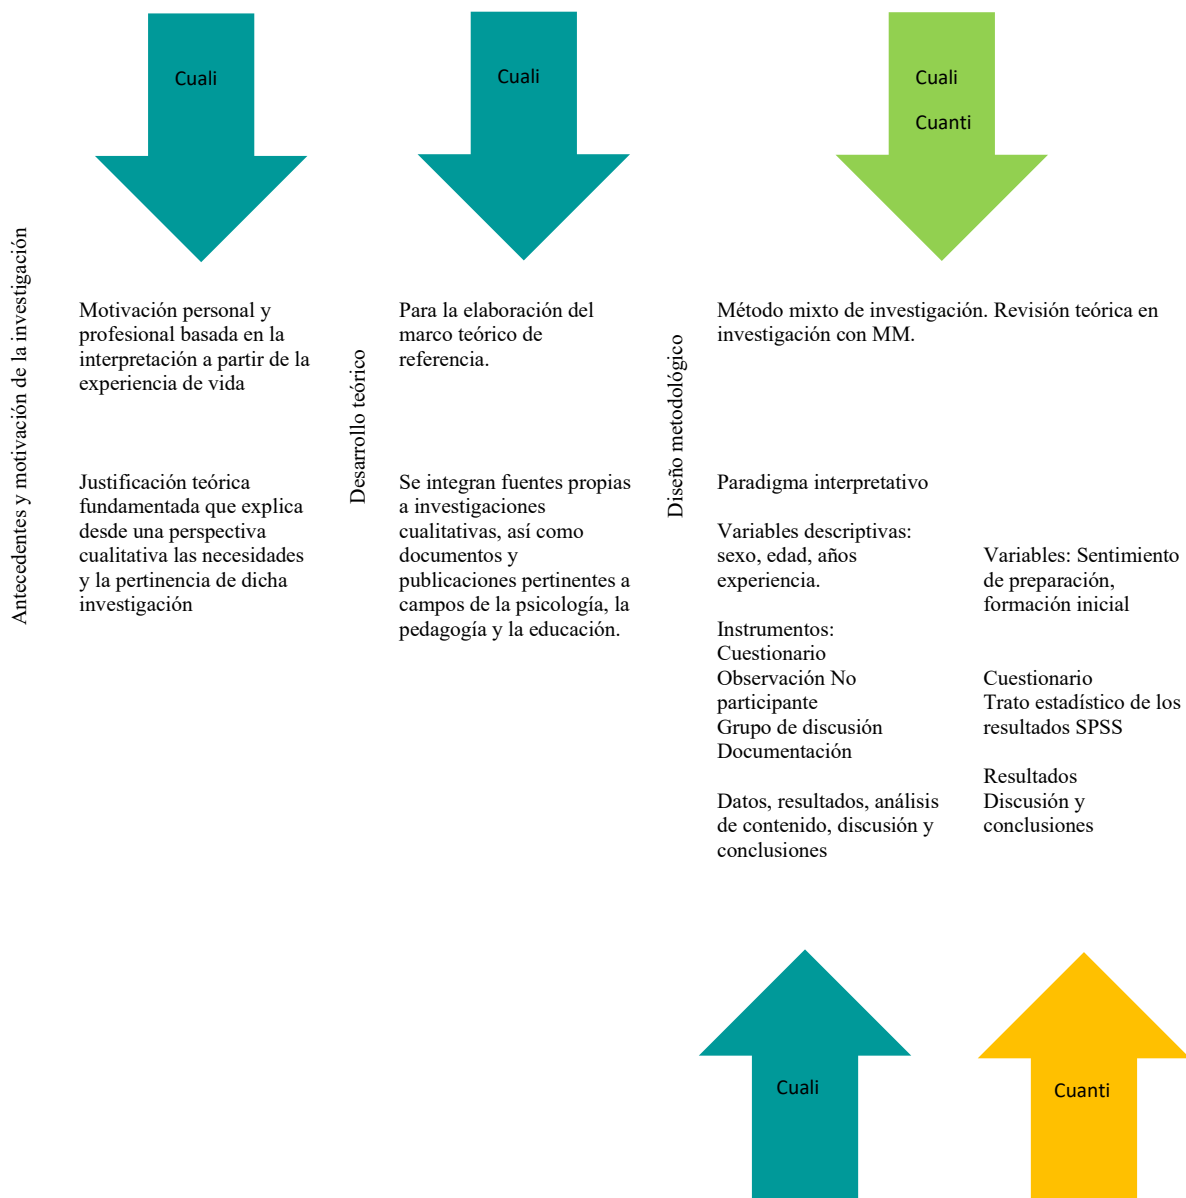 Cuali
Cuali
Cuali
Cuanti
Antecedentes y motivación de la investigación
Motivación personal y
profesional basada en la
interpretación a partir de la
experiencia de vida
Justificación teórica
fundamentada que explica
desde una perspectiva
cualitativa las necesidades
y la pertinencia de dicha
investigación
Desarrollo teórico
Para la elaboración del
marco teórico de
referencia.
Se integran fuentes propias
a investigaciones
cualitativas, así como
documentos y
publicaciones pertinentes a
campos de la psicología, la
pedagogía y la educación.
Diseño metodológico
Método mixto de investigación. Revisión teórica en
investigación con MM.
Paradigma interpretativo
Variables descriptivas:
sexo, edad, años
experiencia.
Instrumentos:
Cuestionario
Observación No
participante
Grupo de discusión
Documentación
Datos, resultados, análisis
de contenido, discusión y
conclusiones
Variables: Sentimiento
de preparación,
formación inicial
Cuestionario
Trato estadístico de los
resultados SPSS
Resultados
Discusión y
conclusiones
Cuali
Cuanti